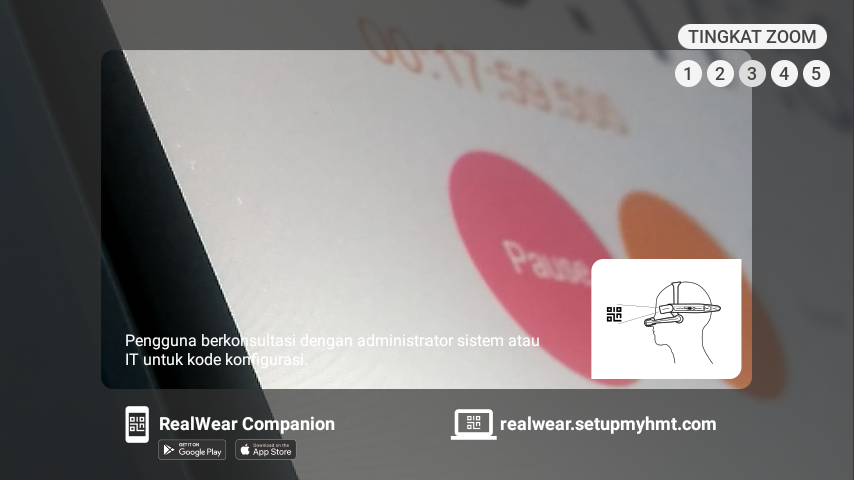 TINGKAT ZOOM
1 2 3 4 5
Pause
Pengguna berkonsultasi dengan administrator sistem atau
IT untuk kode konfigurasi.
RealWear Companion
realwear.setupmyhmt.com
GET IT ON
Google Play
Download on the
App Store